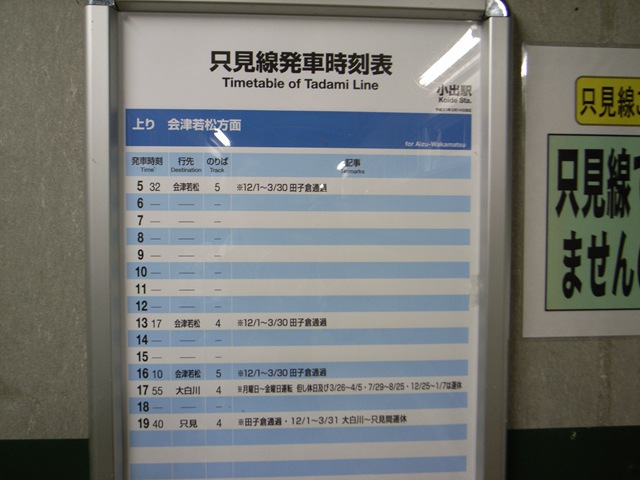 只見線発車時刻表
Timetable of Tadami Line
小出駅
Koide Sta.
上り 会津若松方面
for Aizu-Wakamatsu
発車時刻 行先 のりば 記事
Time Destination Track Remarks
5 32 会津若松 5 ※12/1〜3/30 田子倉通過
6 — — —
7 — — —
8 — — —
9 — — —
10 — — —
11 — — —
12 — — —
13 17 会津若松 4 ※12/1〜3/30 田子倉通過
14 — — —
15 — — —
16 10 会津若松 4 ※12/1〜3/30 田子倉通過
17 55 大白川 4 ※月曜日〜金曜日運転 但し休日及び3/26〜4/5・7/29〜8/25・12/25〜1/7は運休
18 — — —
19 40 只見 4 ※田子倉通過・12/1〜3/31 大白川〜只見間運休
只見線
只見線
ません